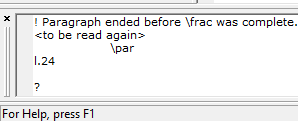 ! Paragraph ended before \frac was complete.
<to be read again>
\par
l.24
?
For Help, press F1